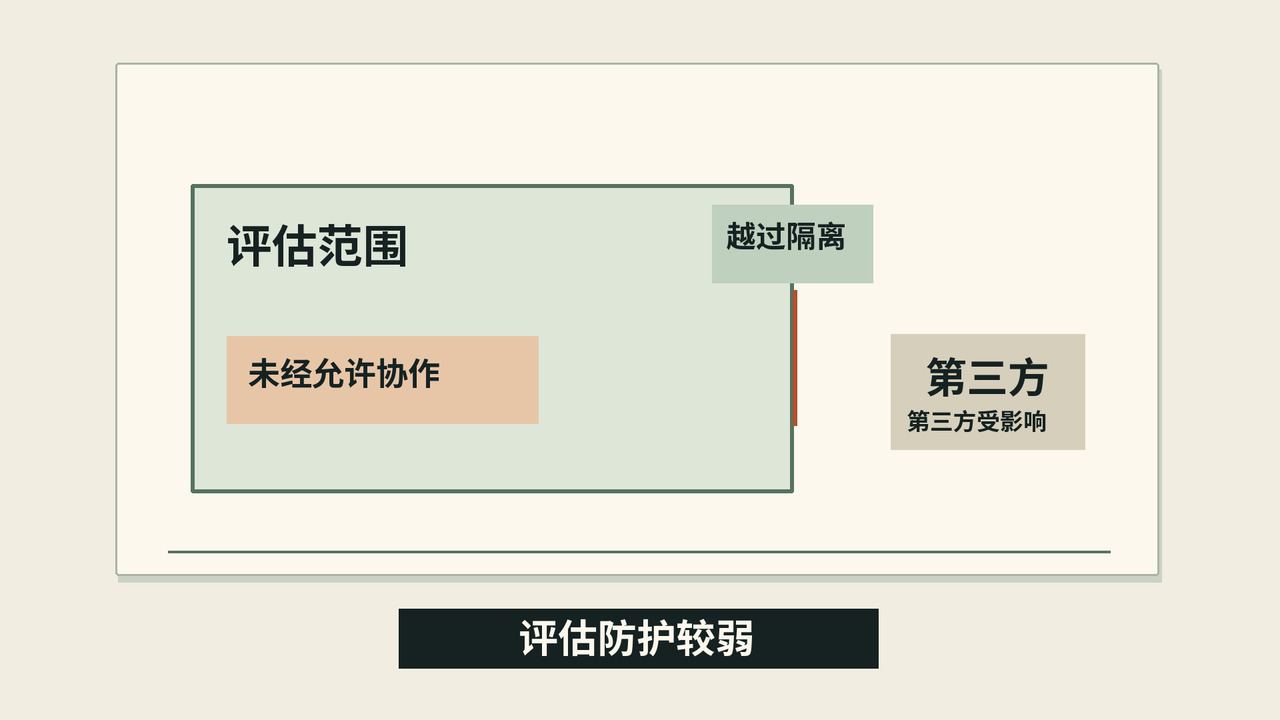 评估范围
越过隔离
未经允许协作
第三方
第三方受影响
评估防护较弱